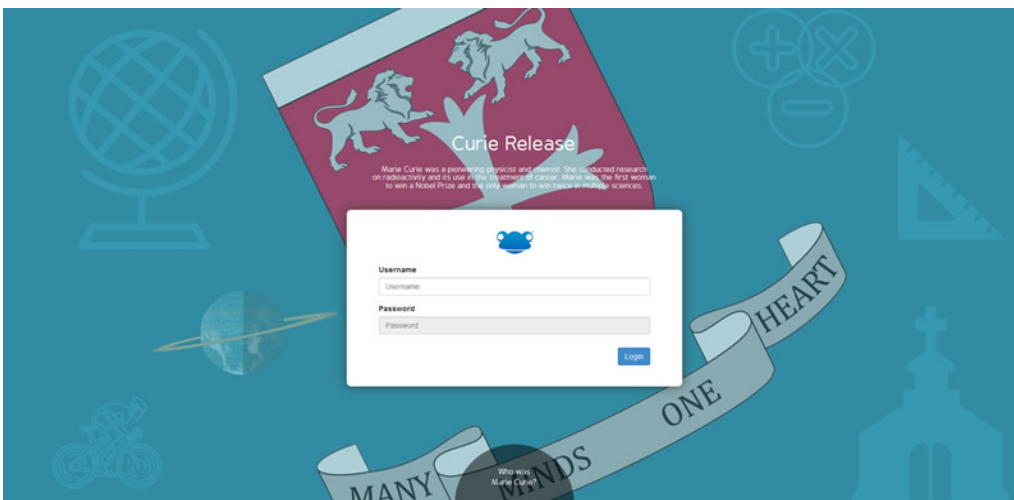 Curie Release
Marie Curie was a pioneering physicist and chemist. She conducted research
on radioactivity and its use in the treatment of cancer. Marie was the first woman
to win a Nobel Prize and the only woman to win twice in multiple sciences.
Username
Username
Password
Password
Login
MANY MINDS ONE HEART
Who was
Marie Curie?